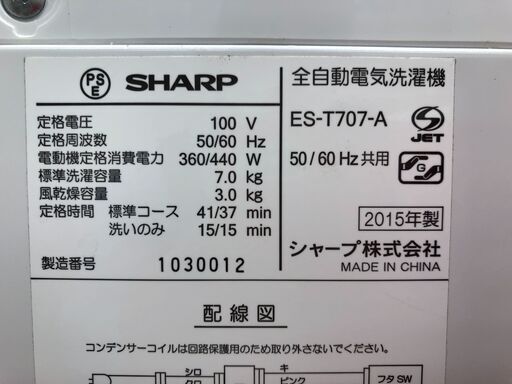 PS E SHARP 全自動電気洗濯機
定格電圧 100 V
定格周波数 50/60 Hz
電動機定格消費電力 360/440 W
標準洗濯容量 7.0 kg
風乾燥容量 3.0 kg
定格時間 標準コース 41/37 min
洗いのみ 15/15 min
製造番号 1030012
ES-T707-A
S JET
50/60 Hz共用
G
2015年製
シャープ株式会社
MADE IN CHINA
配線図
コンデンサーコイルは回路保護用のため取り外さないでください。
シロ
クロ
キ
ピンク
フタSW